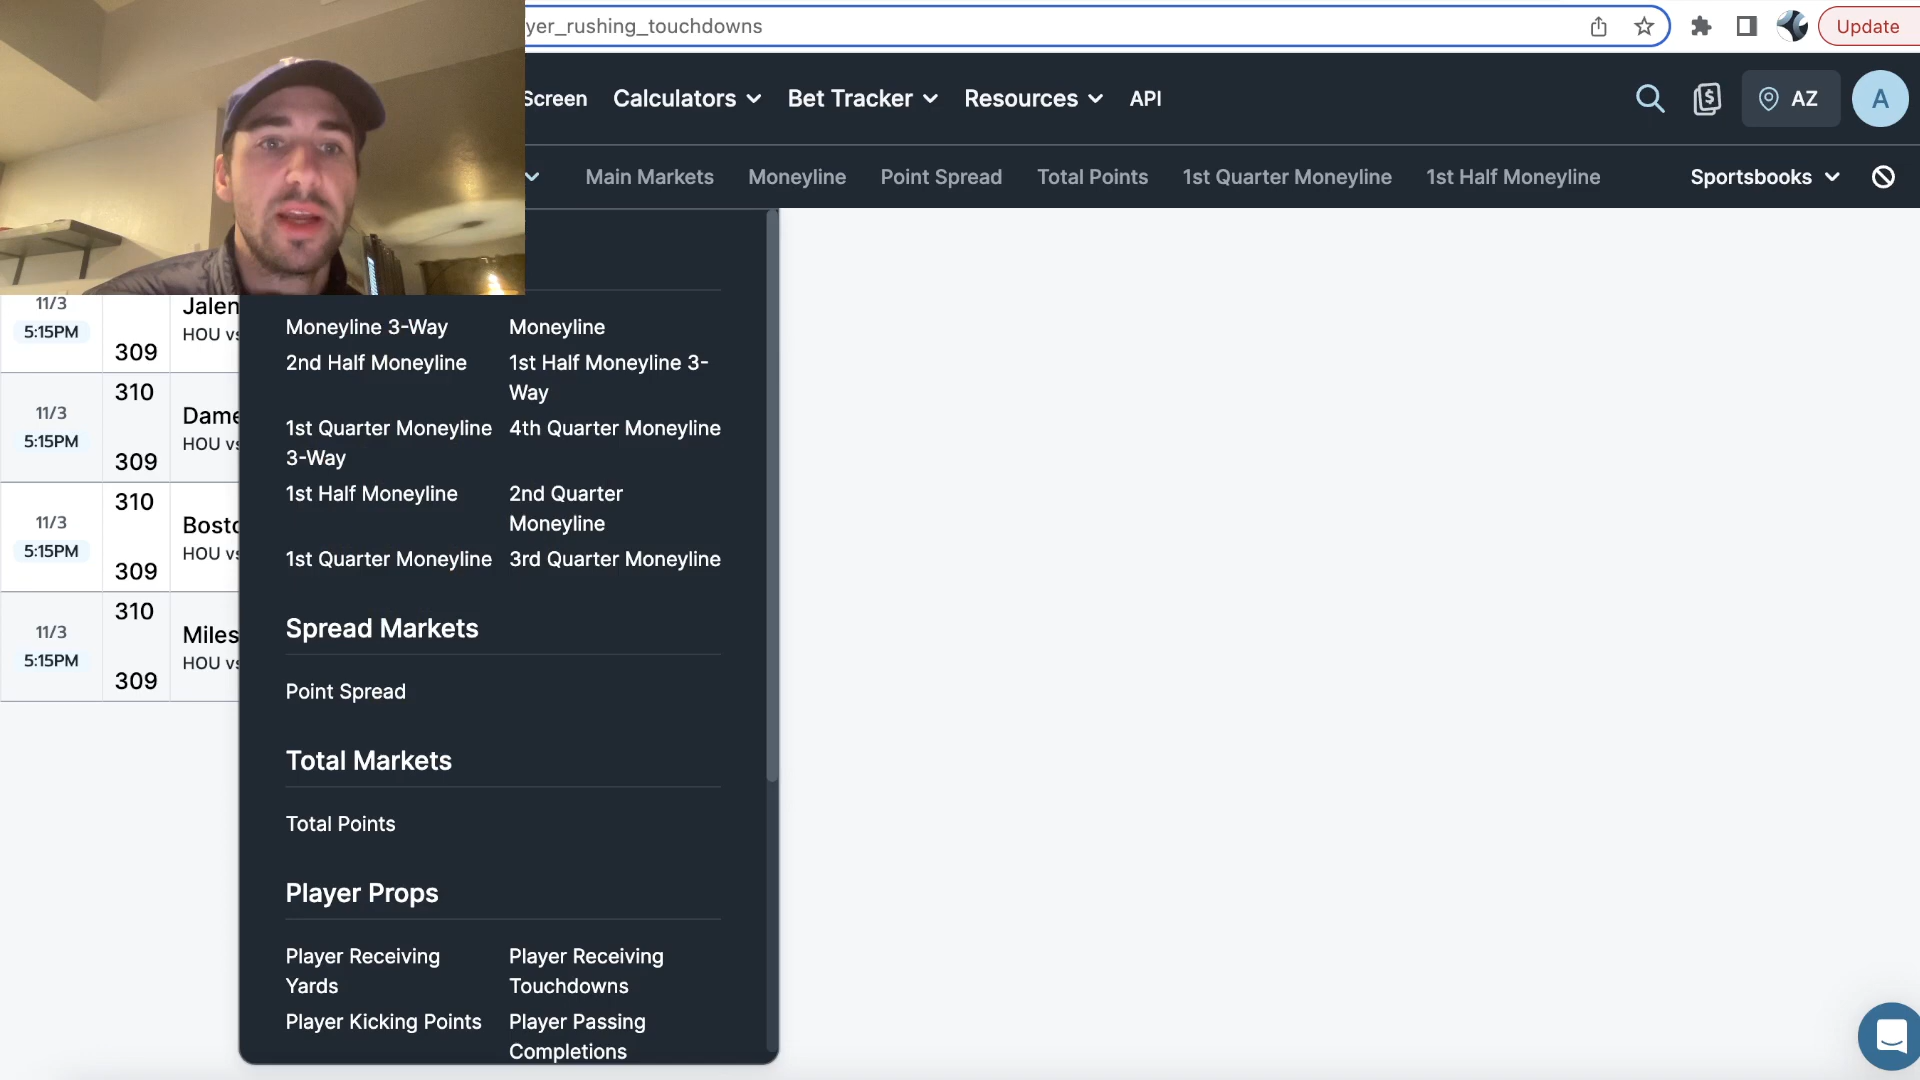 yer_rushing_touchdowns
Update
Screen Calculators Bet Tracker Resources API
AZ
A
Main Markets Moneyline Point Spread Total Points 1st Quarter Moneyline 1st Half Moneyline
Sportsbooks
11/3
5:15PM
309
Jalen
HOU vs
11/3
5:15PM
310
309
Dame
HOU vs
11/3
5:15PM
310
309
Bosto
HOU vs
11/3
5:15PM
310
309
Miles
HOU vs
Moneyline 3-Way
Moneyline
2nd Half Moneyline
1st Half Moneyline 3-
Way
1st Quarter Moneyline
3-Way
4th Quarter Moneyline
1st Half Moneyline
2nd Quarter
Moneyline
1st Quarter Moneyline
3rd Quarter Moneyline
Spread Markets
Point Spread
Total Markets
Total Points
Player Props
Player Receiving
Yards
Player Receiving
Touchdowns
Player Kicking Points
Player Passing
Completions